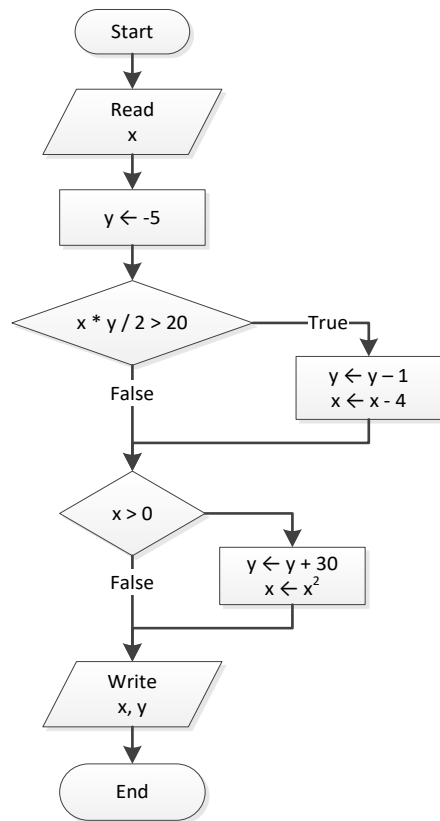 Start
Read
x
y ← -5
x * y / 2 > 20
True
y ← y – 1
x ← x - 4
False
x > 0
y ← y + 30
x ← x²
False
Write
x, y
End